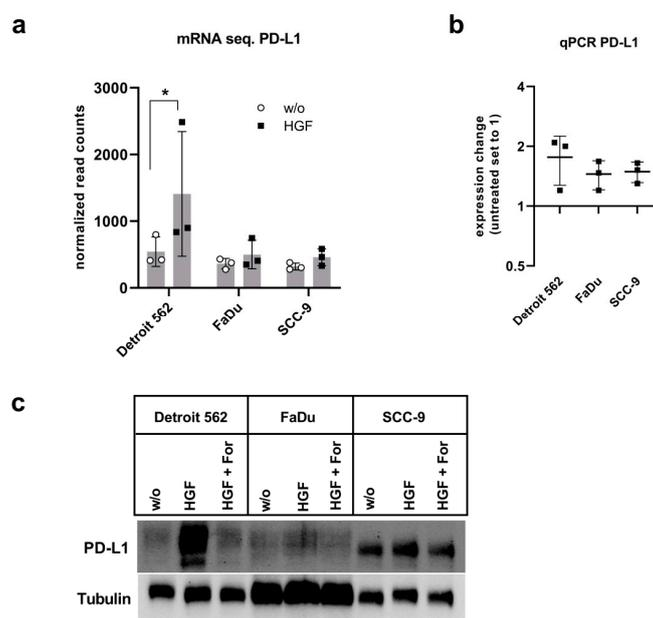 a
mRNA seq. PD-L1
normalized read counts
3000
2000
1000
0
*
w/o
HGF
Detroit 562
FaDu
SCC-9
b
qPCR PD-L1
expression change
(untreated set to 1)
4
2
1
0.5
Detroit 562
FaDu
SCC-9
c
Detroit 562 FaDu SCC-9
w/o HGF HGF + For w/o HGF HGF + For w/o HGF HGF + For
PD-L1
Tubulin